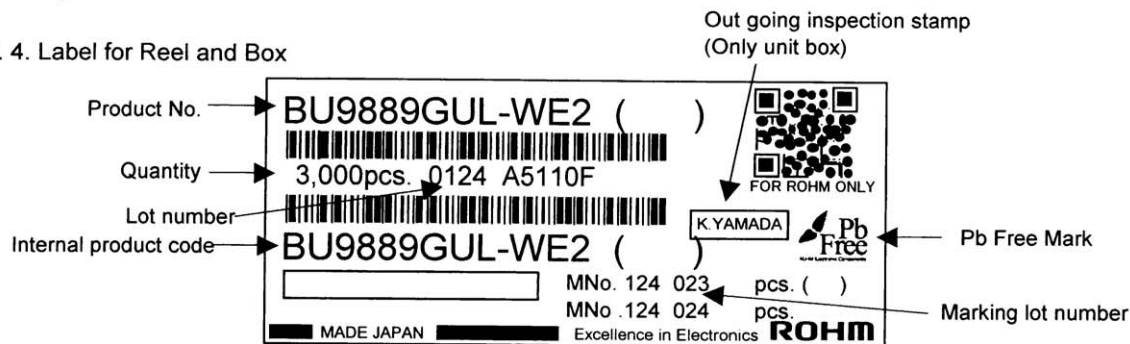 Out going inspection stamp
(Only unit box)
4. Label for Reel and Box
Product No.
BU9889GUL-WE2 ( )
Quantity
3,000pcs. 0124 A5110F
FOR ROHM ONLY
Lot number
K.YAMADA
Pb
Free
Pb Free Mark
Internal product code
BU9889GUL-WE2 ( )
MNo. 124 023 pcs. ( )
MNo .124 024 pcs.
Marking lot number
MADE JAPAN
Excellence in Electronics ROHM